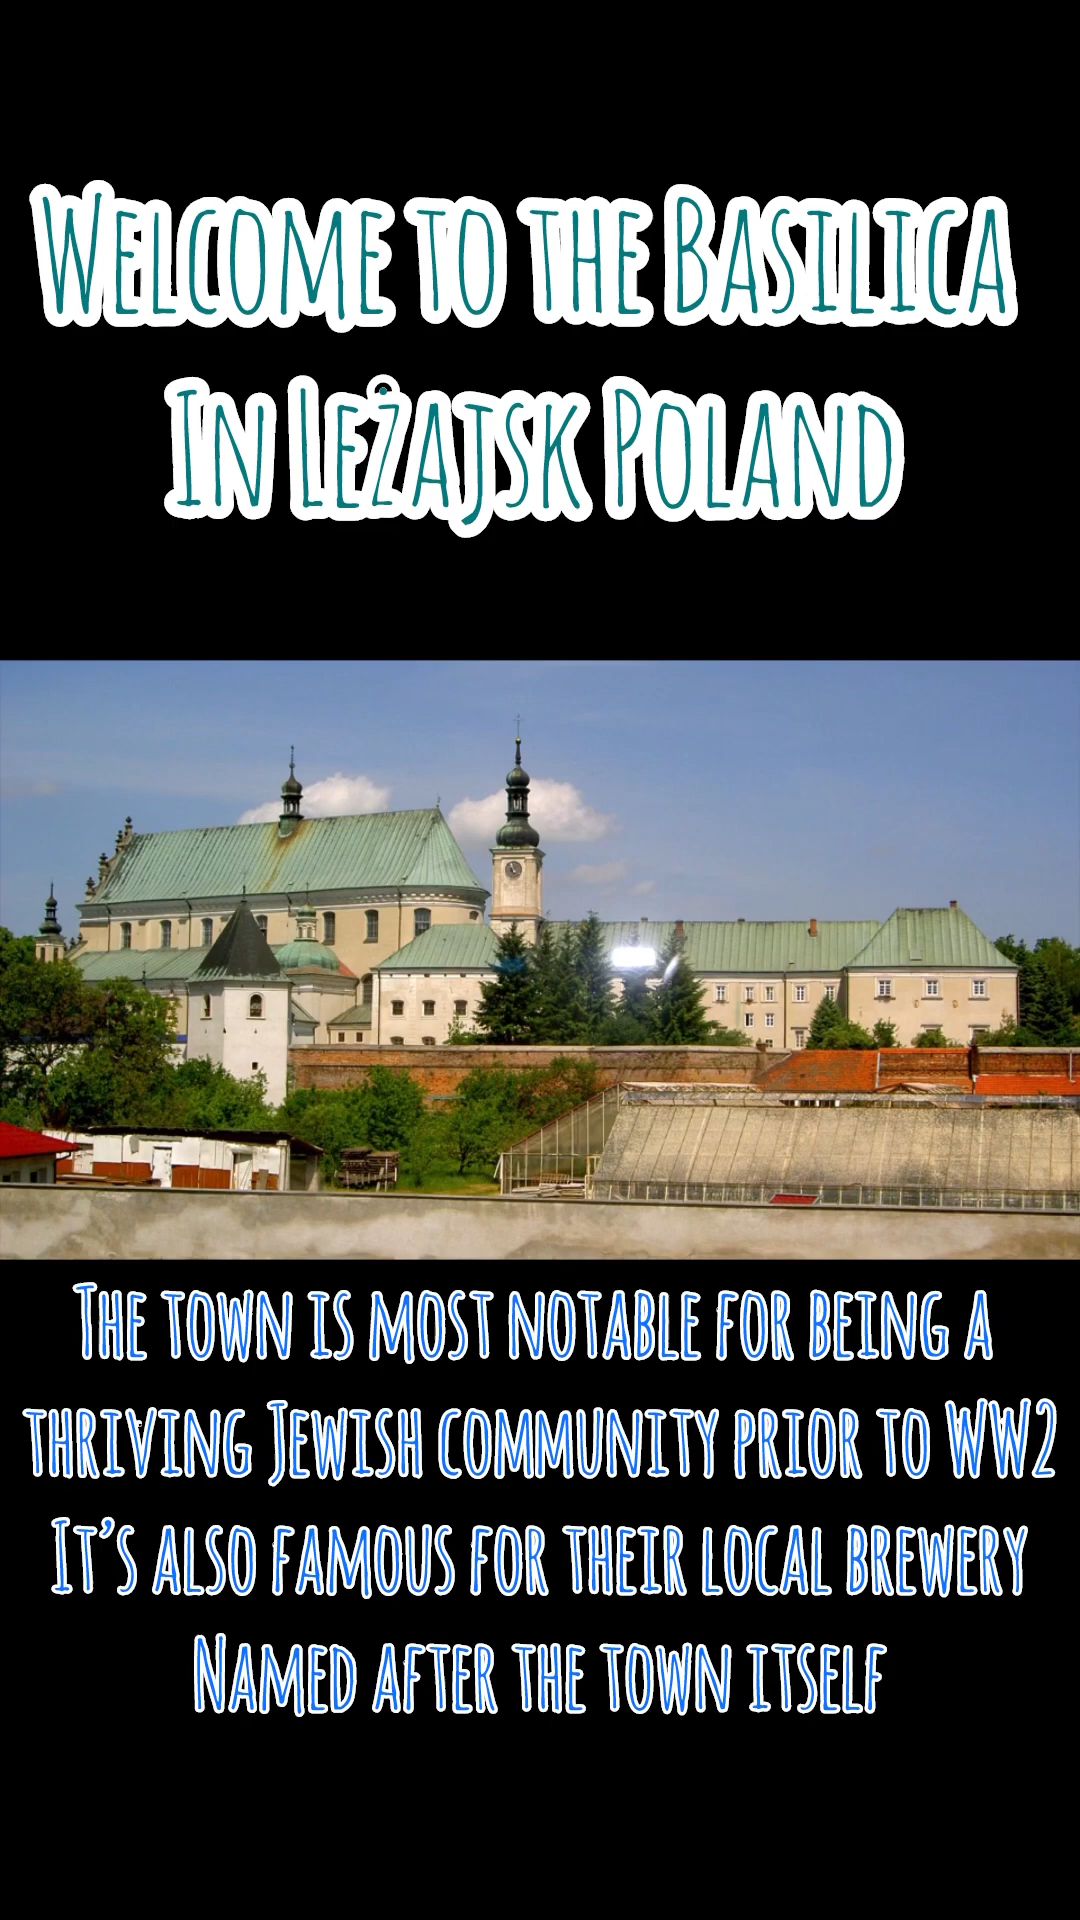 Welcome to the Basilica
In Leżajsk Poland
The town is most notable for being a
thriving Jewish community prior to WW2
It’s also famous for their local brewery
Named after the town itself